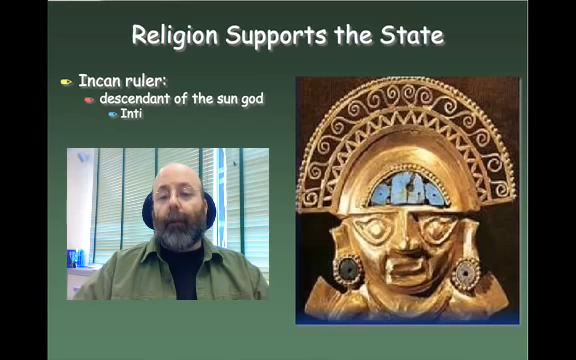 Religion Supports the State
Incan ruler:
descendant of the sun god
Inti